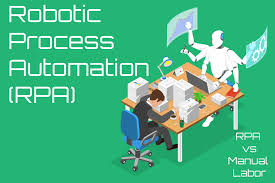 Robotic
Process
Automation
(RPA)
RPA
vs
Manual
Labor